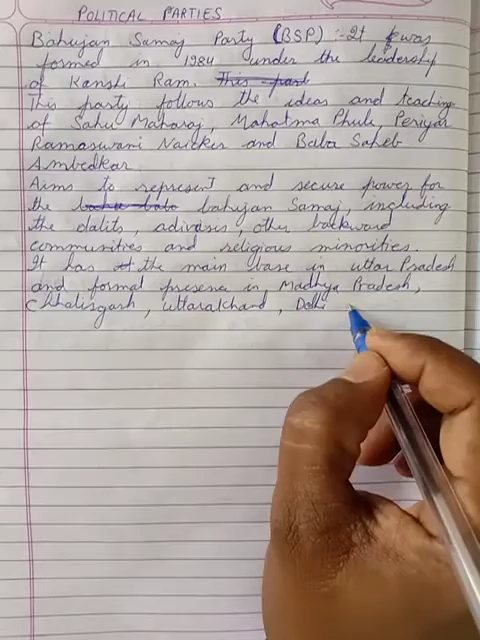 POLITICAL PARTIES
Bahujan Samaj Party (BSP) :- It was
formed in 1984 under the leadership
of Kanshi Ram. This part
This party follows the ideas and teaching
of Sahu Maharaj, Mahatma Phule, Periyar
Ramaswani Naicker and Baba Saheb
Ambedkar
Aims to represent and secure power for
the bahujan Samaj, including
the dalits, adivasis, other backward
communities and religious minorities.
It has the main base in uttar Pradesh
and formal presence in, Madhya Pradesh,
Chhatisgarh, uttarakhand, Delhi